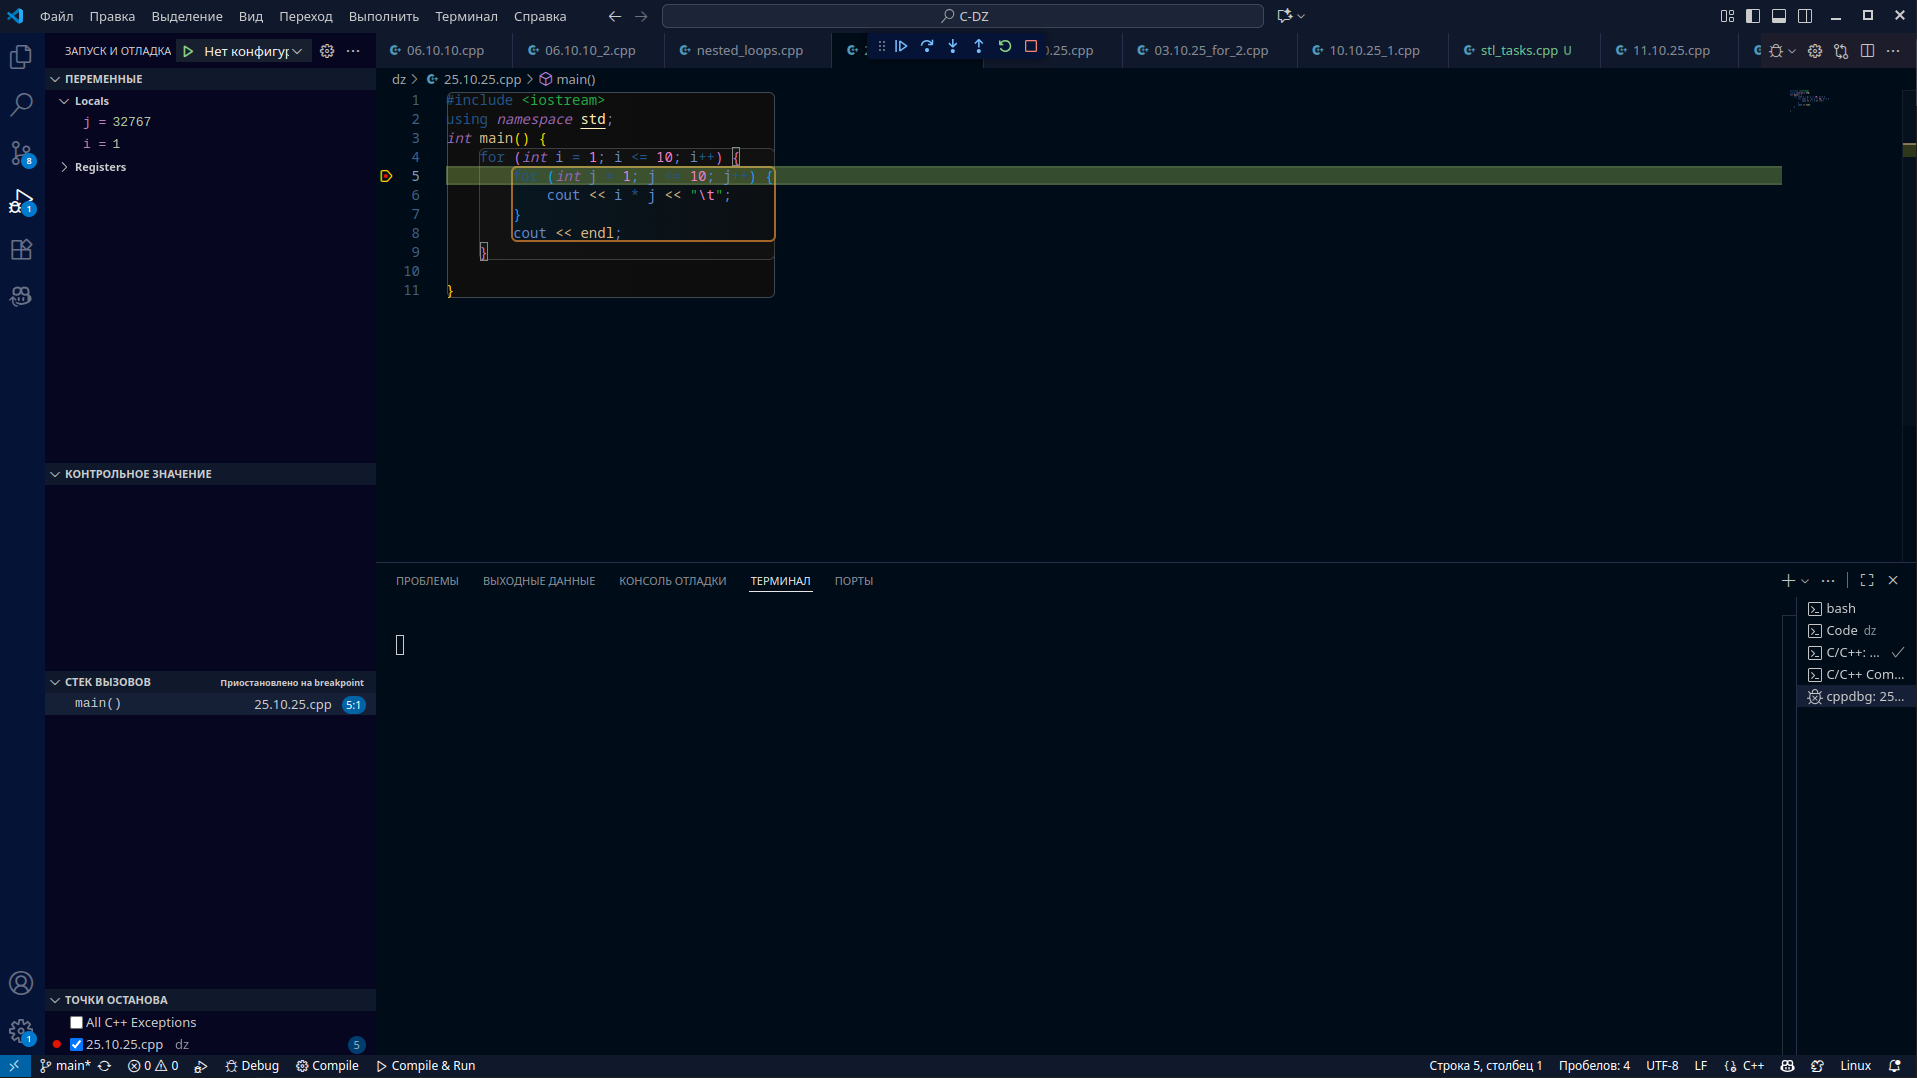 Файл Правка Выделение Вид Переход Выполнить Терминал Справка C-DZ
ЗАПУСК И ОТЛАДКА Нет конфигур
06.10.10.cpp 06.10.10_2.cpp nested_loops.cpp 2 .25.cpp 03.10.25_for_2.cpp 10.10.25_1.cpp stl_tasks.cpp U 11.10.25.cpp
ПЕРЕМЕННЫЕ
Locals
j = 32767
i = 1
Registers
КОНТРОЛЬНОЕ ЗНАЧЕНИЕ
СТЕК ВЫЗОВОВ Приостановлено на breakpoint
main() 25.10.25.cpp 5:1
ТОЧКИ ОСТАНОВА
All C++ Exceptions
25.10.25.cpp dz 5
8
1
1
dz > 25.10.25.cpp > main()
1 #include <iostream>
2 using namespace std;
3 int main() {
4 for (int i = 1; i <= 10; i++) {
5 for (int j = 1; j <= 10; j++) {
6 cout << i * j << "\t";
7 }
8 cout << endl;
9 }
10
11 }
ПРОБЛЕМЫ ВЫХОДНЫЕ ДАННЫЕ КОНСОЛЬ ОТЛАДКИ ТЕРМИНАЛ ПОРТЫ
bash
Code dz
C/C++: ...
C/C++ Com...
cppdbg: 25...
main* 0 0 Debug Compile Compile & Run
Строка 5, столбец 1 Пробелов: 4 UTF-8 LF C++ Linux